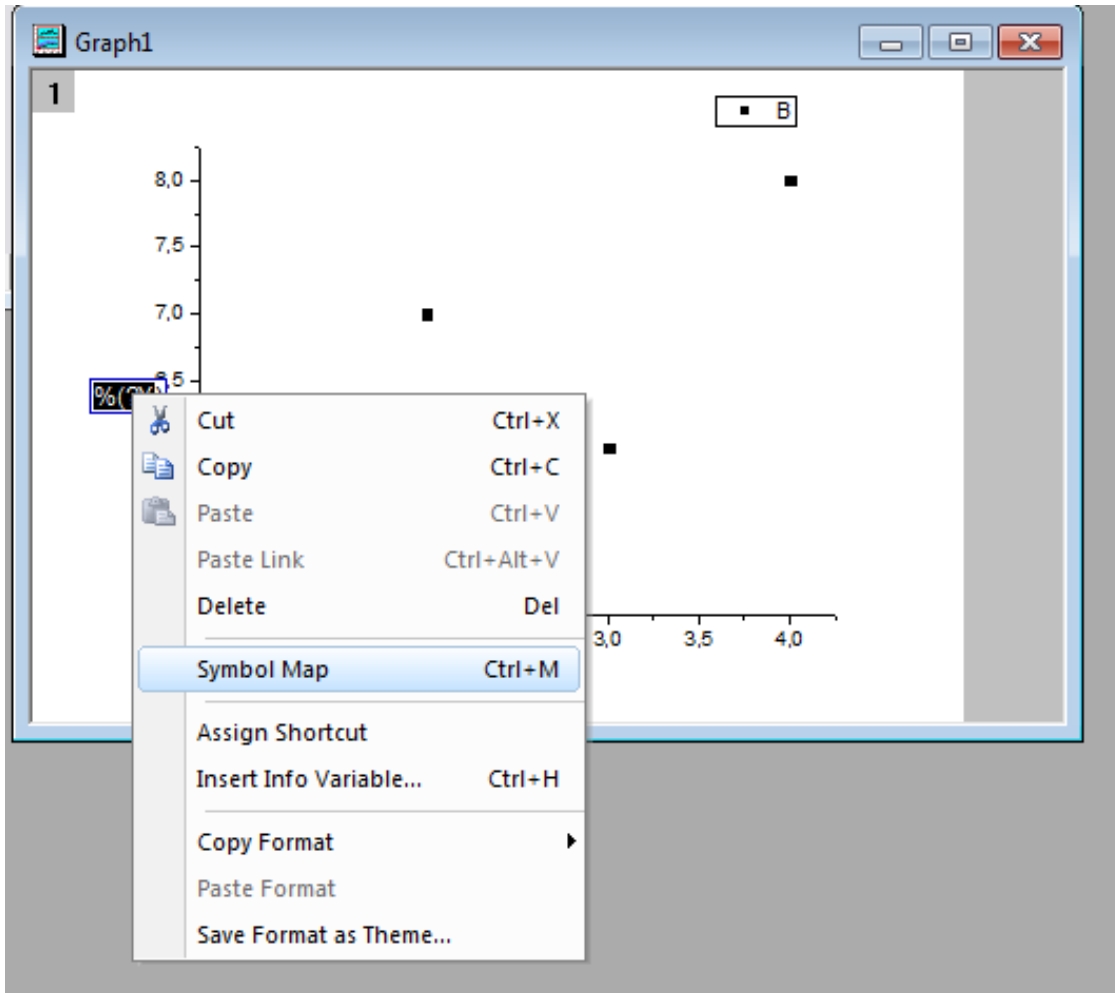 Graph1
1
B
8,0
7,5
7,0
6,5
%(?Y)
Cut Ctrl+X
Copy Ctrl+C
Paste Ctrl+V
Paste Link Ctrl+Alt+V
Delete Del
3,0 3,5 4,0
Symbol Map Ctrl+M
Assign Shortcut
Insert Info Variable... Ctrl+H
Copy Format
Paste Format
Save Format as Theme...